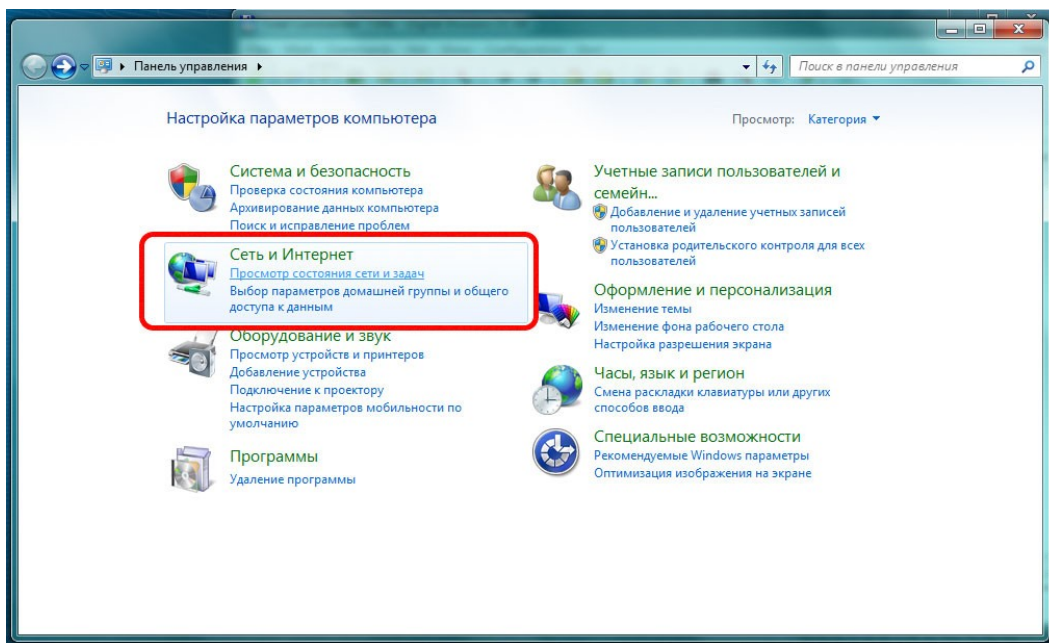 Панель управления
Поиск в панели управления
Настройка параметров компьютера
Просмотр: Категория
Система и безопасность
Проверка состояния компьютера
Архивирование данных компьютера
Поиск и исправление проблем
Сеть и Интернет
Просмотр состояния сети и задач
Выбор параметров домашней группы и общего
доступа к данным
Оборудование и звук
Просмотр устройств и принтеров
Добавление устройства
Подключение к проектору
Настройка параметров мобильности по
умолчанию
Программы
Удаление программы
Учетные записи пользователей и
семейн...
Добавление и удаление учетных записей
пользователей
Установка родительского контроля для всех
пользователей
Оформление и персонализация
Изменение темы
Изменение фона рабочего стола
Настройка разрешения экрана
Часы, язык и регион
Смена раскладки клавиатуры или других
способов ввода
Специальные возможности
Рекомендуемые Windows параметры
Оптимизация изображения на экране